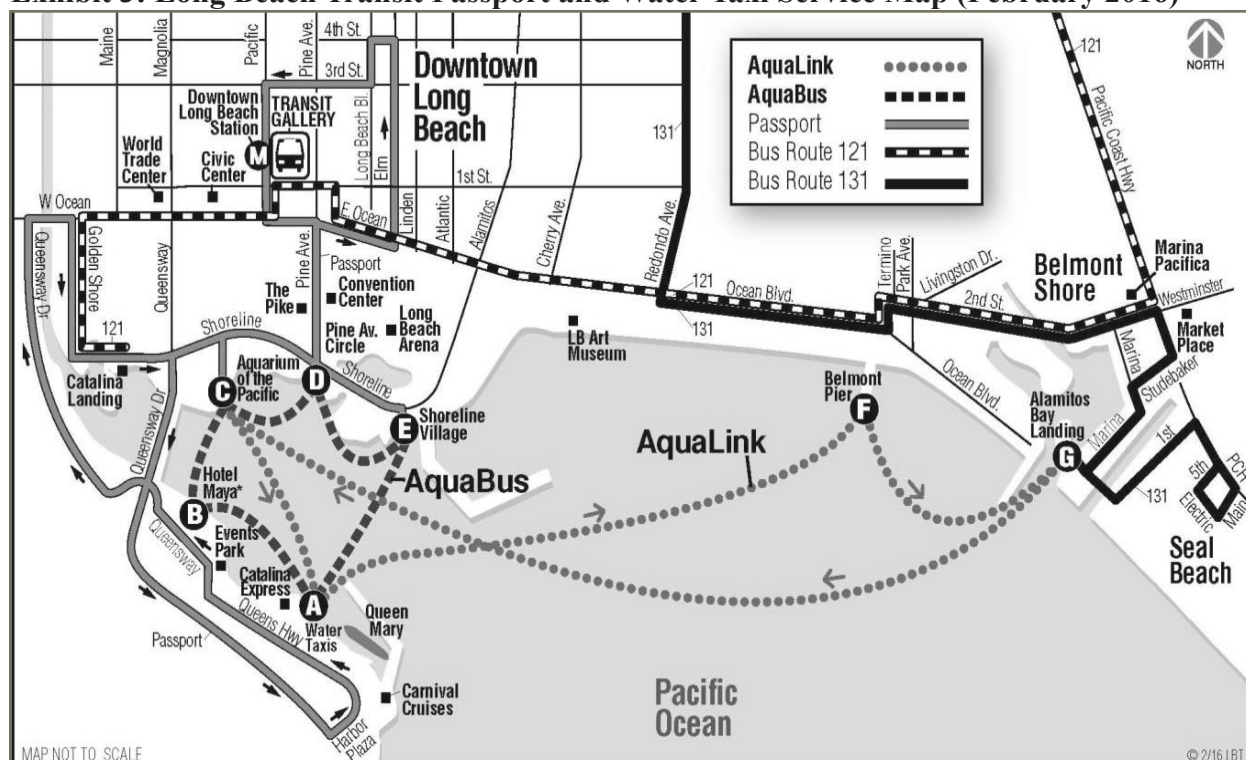 Exhibit 3: Long Beach Transit Passport and Water Taxi Service Map (February 2016)
Maine
Magnolia
Pacific
Pine Ave.
4th St.
3rd St.
Downtown
Long
Beach
Downtown
Long Beach
Station
M
TRANSIT
GALLERY
Long Beach Bl.
Elm
131
World
Trade
Center
Civic
Center
1st St.
W Ocean
E. Ocean
Linden
Atlantic
Alamitos
Cherry Ave.
Redondo Ave.
AquaLink
AquaBus
Passport
Bus Route 121
Bus Route 131
121
Pacific Coast Hwy
NORTH
Queensway Dr
Golden Shore
Queensway
Pine Ave.
Passport
The
Pike
Convention
Center
Long
Beach
Arena
Pine Av.
Circle
121
Shoreline
Shoreline
Catalina
Landing
Aquarium
of the
Pacific
C
D
E
Shoreline
Village
LB Art
Museum
121
131
Ocean Blvd.
Termino
Park Ave.
Livingston Dr.
2nd St.
Belmont
Shore
Marina
Pacifica
Westminster
Market
Place
Marina
Studebaker
Ocean Blvd.
Belmont
Pier
F
Alamitos
Bay
Landing
G
Marina
1st
131
5th
Electric
Main
PCH
Seal
Beach
AquaLink
AquaBus
Queensway Dr
Hotel
Maya*
B
Events
Park
Queensway
Catalina
Express
A
Water
Taxis
Queen
Mary
Queens Hwy
Passport
Carnival
Cruises
Harbor
Plaza
Pacific
Ocean
MAP NOT TO SCALE
© 2/16 LBT